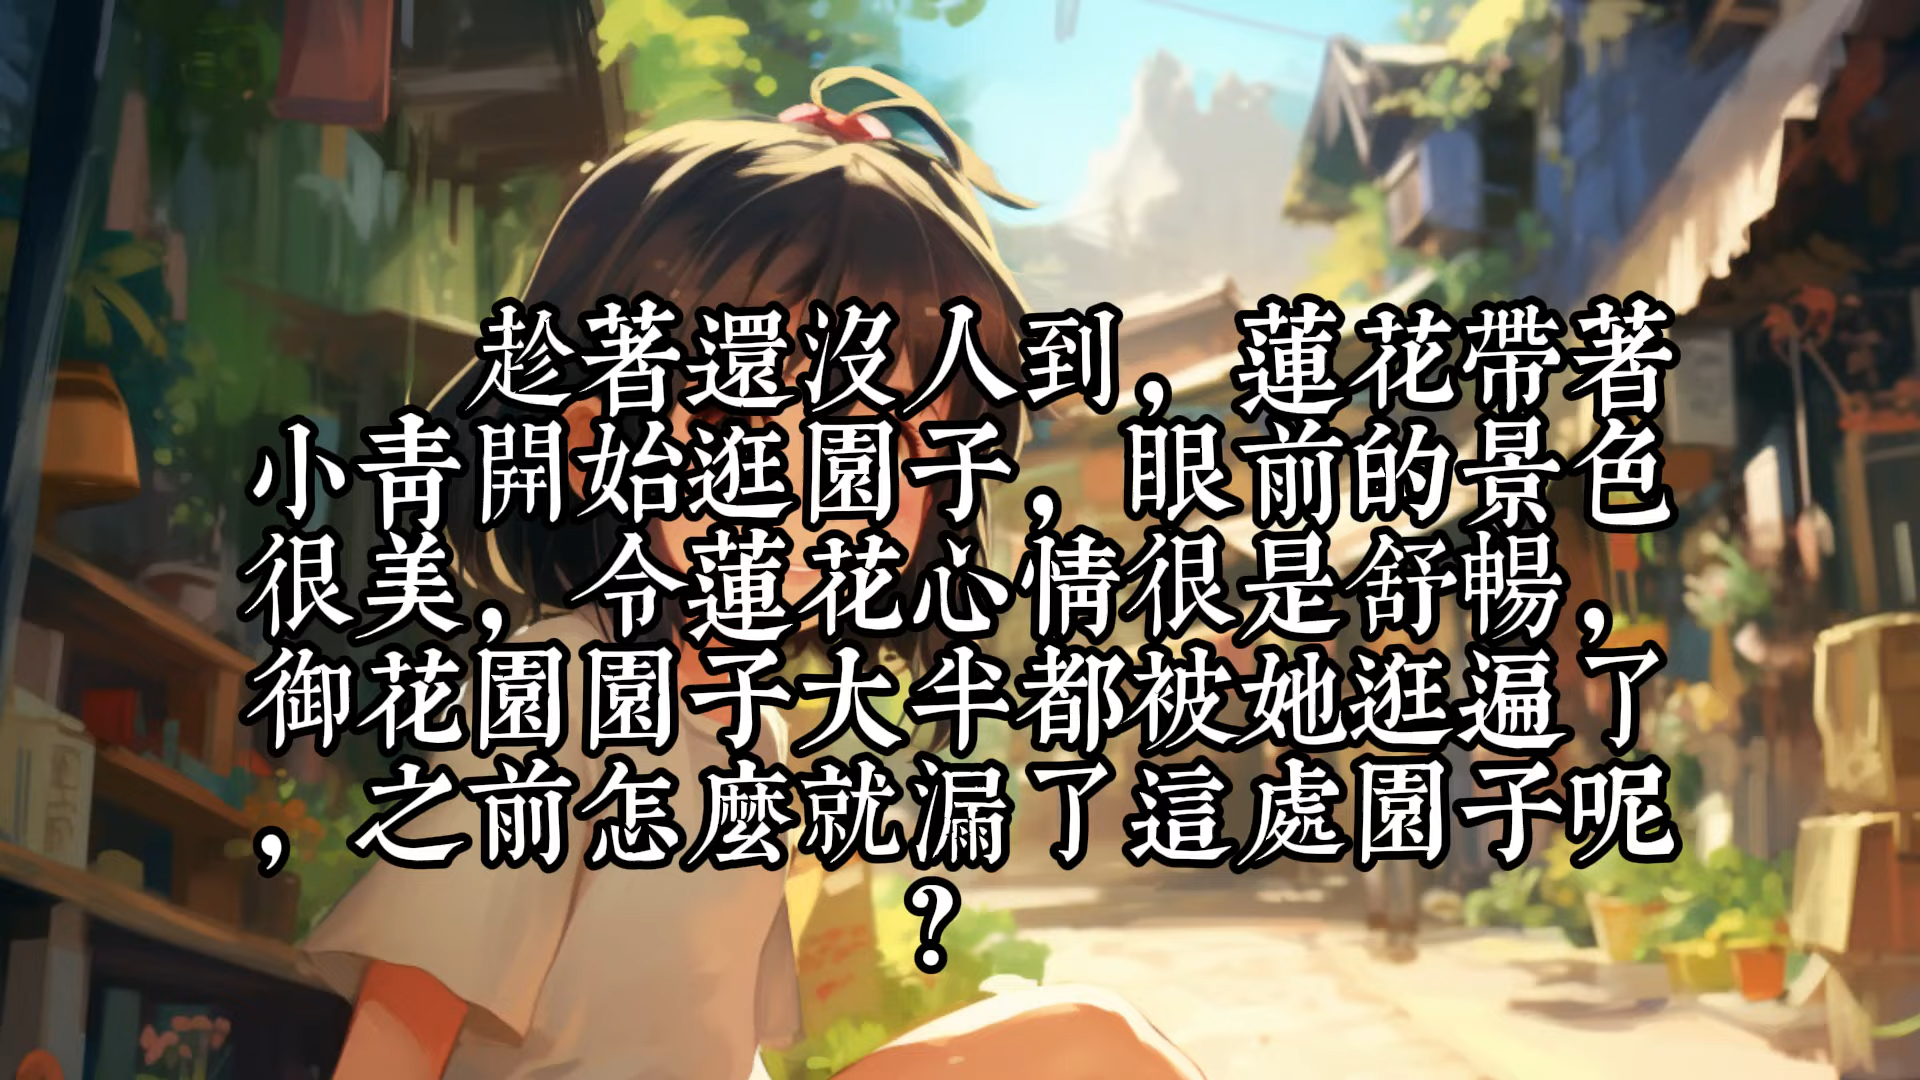 趁著還沒人到，蓮花帶著
小青開始逛園子，眼前的景色
很美，令蓮花心情很是舒暢，
御花園園子大半都被她逛遍了
，之前怎麼就漏了這處園子呢
？